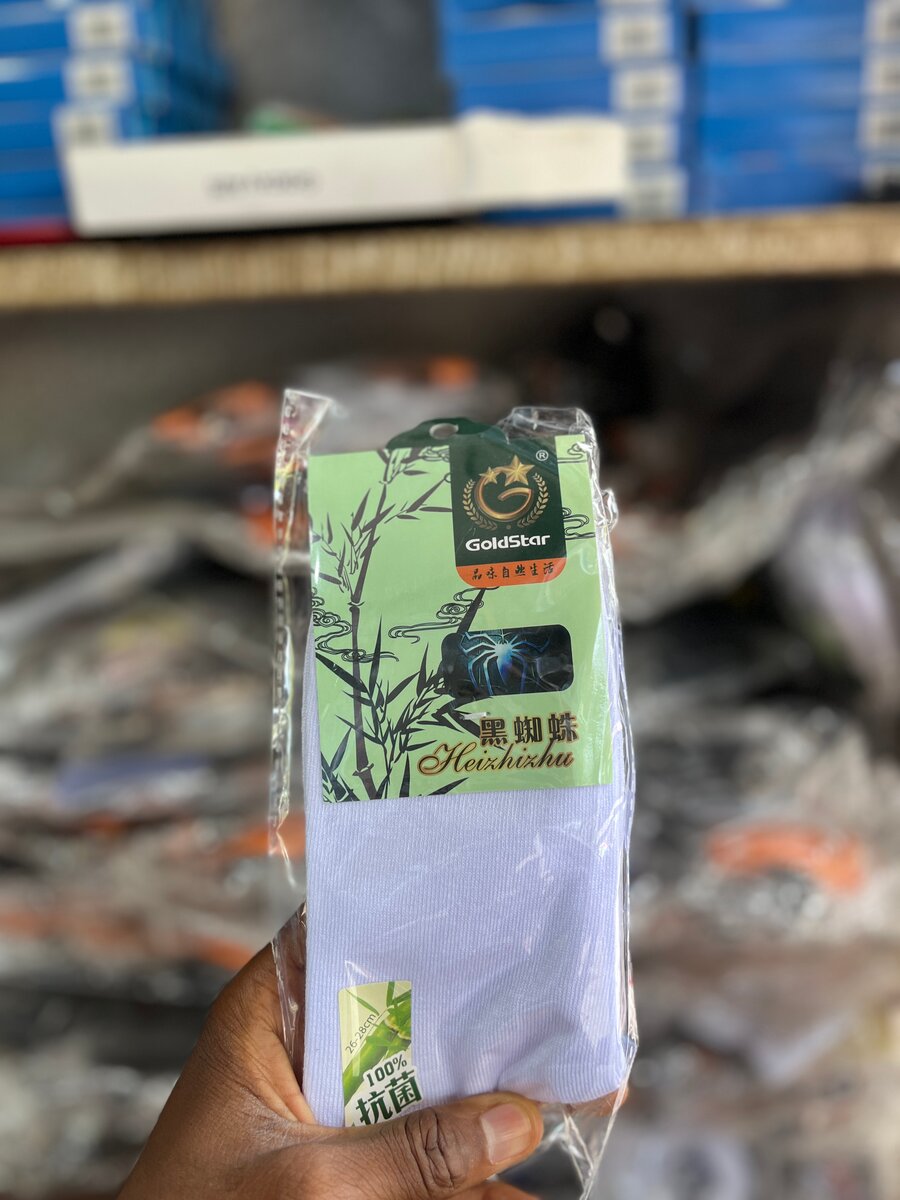 ®
GoldStar
品味自然生活
黑蜘蛛
Heizhizhu
26-28cm
100%
抗菌